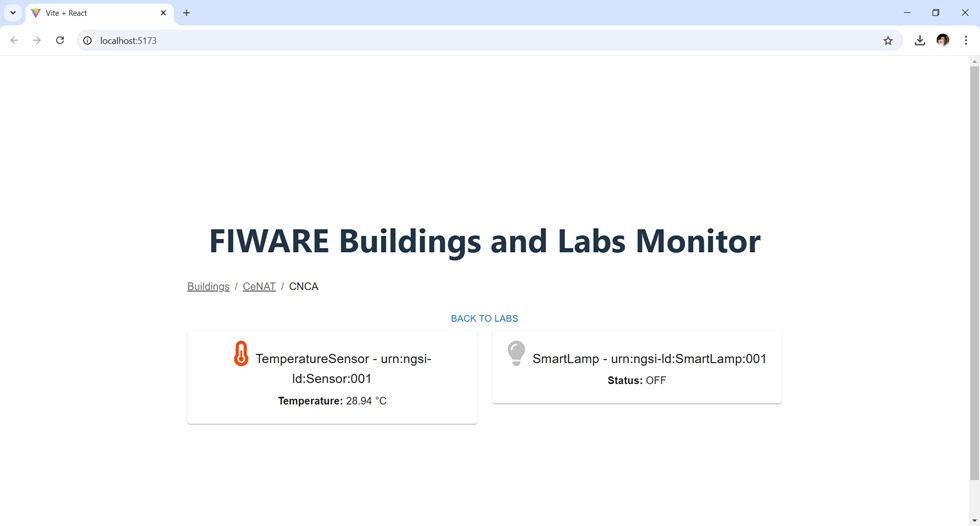 Vite + React
localhost:5173
FIWARE Buildings and Labs Monitor
Buildings / CeNAT / CNCA
BACK TO LABS
TemperatureSensor - urn:ngsi-
ld:Sensor:001
Temperature: 28.94 °C
SmartLamp - urn:ngsi-ld:SmartLamp:001
Status: OFF